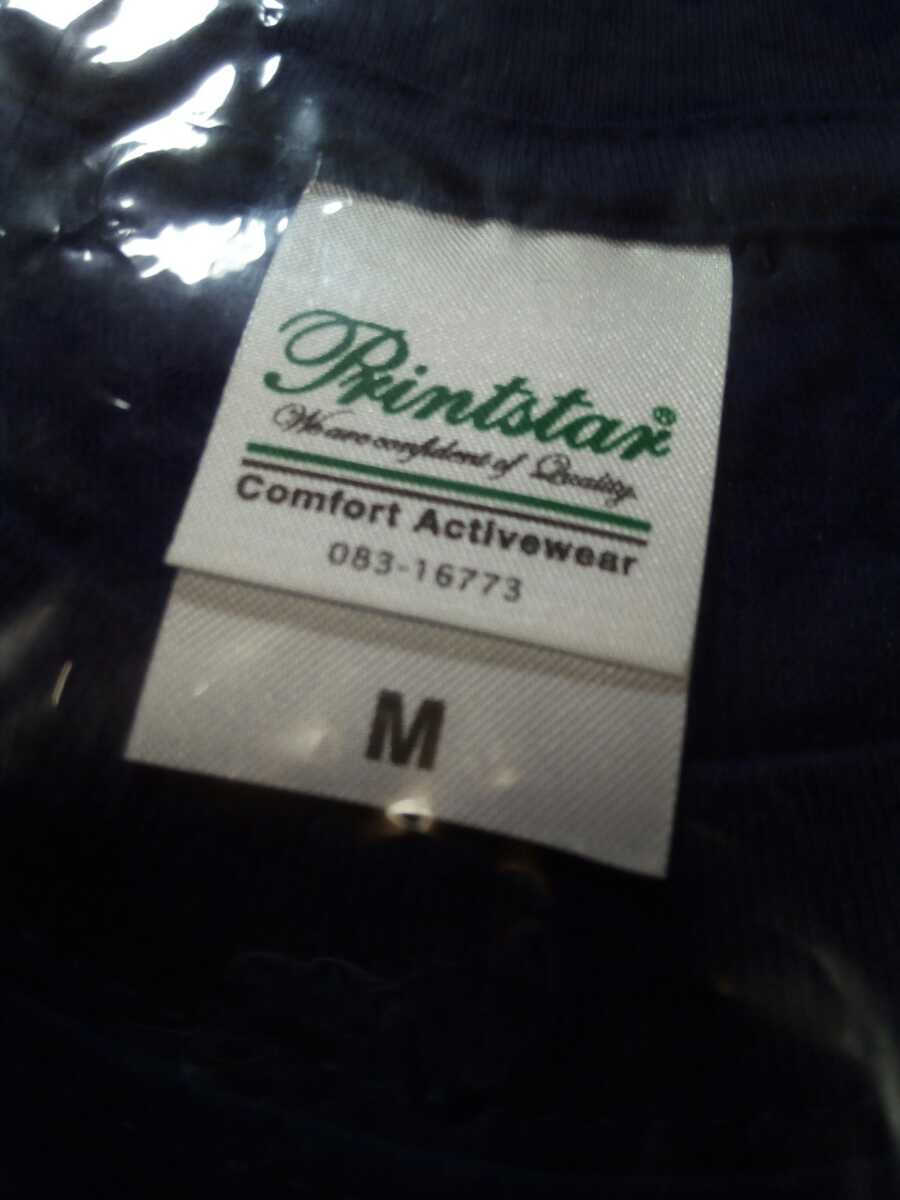 Printstar®
We are confident of Quality.
Comfort Activewear
083-16773
M